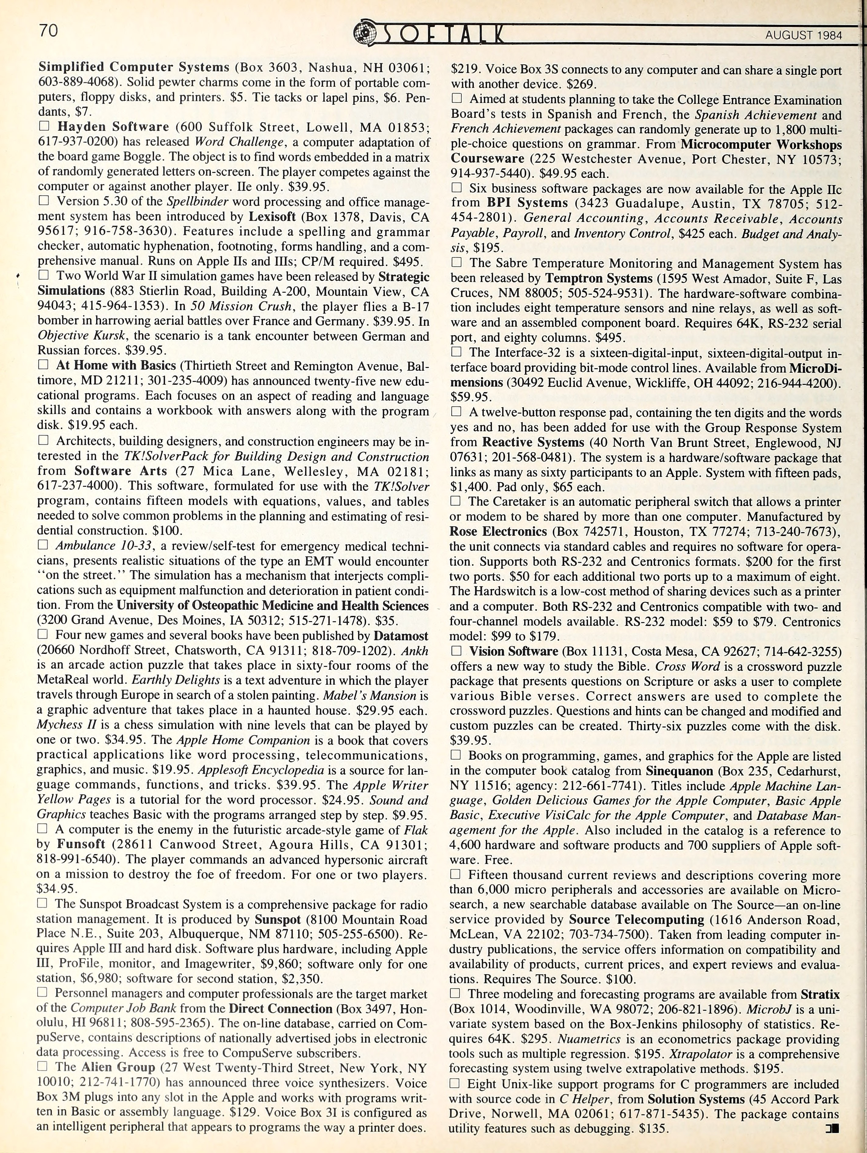 70
SOFTALK
AUGUST 1984
Simplified Computer Systems (Box 3603, Nashua, NH 03061;
603-889-4068). Solid pewter charms come in the form of portable com-
puters, floppy disks, and printers. $5. Tie tacks or lapel pins, $6. Pen-
dants, $7.
☐ Hayden Software (600 Suffolk Street, Lowell, MA 01853;
617-937-0200) has released Word Challenge, a computer adaptation of
the board game Boggle. The object is to find words embedded in a matrix
of randomly generated letters on-screen. The player competes against the
computer or against another player. IIe only. $39.95.
☐ Version 5.30 of the Spellbinder word processing and office manage-
ment system has been introduced by Lexisoft (Box 1378, Davis, CA
95617; 916-758-3630). Features include a spelling and grammar
checker, automatic hyphenation, footnoting, forms handling, and a com-
prehensive manual. Runs on Apple IIs and IIIs; CP/M required. $495.
☐ Two World War II simulation games have been released by Strategic
Simulations (883 Stierlin Road, Building A-200, Mountain View, CA
94043; 415-964-1353). In 50 Mission Crush, the player flies a B-17
bomber in harrowing aerial battles over France and Germany. $39.95. In
Objective Kursk, the scenario is a tank encounter between German and
Russian forces. $39.95.
☐ At Home with Basics (Thirtieth Street and Remington Avenue, Bal-
timore, MD 21211; 301-235-4009) has announced twenty-five new edu-
cational programs. Each focuses on an aspect of reading and language
skills and contains a workbook with answers along with the program
disk. $19.95 each.
☐ Architects, building designers, and construction engineers may be in-
terested in the TK!SolverPack for Building Design and Construction
from Software Arts (27 Mica Lane, Wellesley, MA 02181;
617-237-4000). This software, formulated for use with the TK!Solver
program, contains fifteen models with equations, values, and tables
needed to solve common problems in the planning and estimating of resi-
dential construction. $100.
☐ Ambulance 10-33, a review/self-test for emergency medical techni-
cians, presents realistic situations of the type an EMT would encounter
"on the street." The simulation has a mechanism that interjects compli-
cations such as equipment malfunction and deterioration in patient condi-
tion. From the University of Osteopathic Medicine and Health Sciences
(3200 Grand Avenue, Des Moines, IA 50312; 515-271-1478). $35.
☐ Four new games and several books have been published by Datamost
(20660 Nordhoff Street, Chatsworth, CA 91311; 818-709-1202). Ankh
is an arcade action puzzle that takes place in sixty-four rooms of the
MetaReal world. Earthly Delights is a text adventure in which the player
travels through Europe in search of a stolen painting. Mabel's Mansion is
a graphic adventure that takes place in a haunted house. $29.95 each.
Mychess II is a chess simulation with nine levels that can be played by
one or two. $34.95. The Apple Home Companion is a book that covers
practical applications like word processing, telecommunications,
graphics, and music. $19.95. Applesoft Encyclopedia is a source for lan-
guage commands, functions, and tricks. $39.95. The Apple Writer
Yellow Pages is a tutorial for the word processor. $24.95. Sound and
Graphics teaches Basic with the programs arranged step by step. $9.95.
☐ A computer is the enemy in the futuristic arcade-style game of Flak
by Funsoft (28611 Canwood Street, Agoura Hills, CA 91301;
818-991-6540). The player commands an advanced hypersonic aircraft
on a mission to destroy the foe of freedom. For one or two players.
$34.95.
☐ The Sunspot Broadcast System is a comprehensive package for radio
station management. It is produced by Sunspot (8100 Mountain Road
Place N.E., Suite 203, Albuquerque, NM 87110; 505-255-6500). Re-
quires Apple III and hard disk. Software plus hardware, including Apple
III, ProFile, monitor, and Imagewriter, $9,860; software only for one
station, $6,980; software for second station, $2,350.
☐ Personnel managers and computer professionals are the target market
of the Computer Job Bank from the Direct Connection (Box 3497, Hon-
olulu, HI 96811; 808-595-2365). The on-line database, carried on Com-
puServe, contains descriptions of nationally advertised jobs in electronic
data processing. Access is free to CompuServe subscribers.
☐ The Alien Group (27 West Twenty-Third Street, New York, NY
10010; 212-741-1770) has announced three voice synthesizers. Voice
Box 3M plugs into any slot in the Apple and works with programs writ-
ten in Basic or assembly language. $129. Voice Box 3I is configured as
an intelligent peripheral that appears to programs the way a printer does.
$219. Voice Box 3S connects to any computer and can share a single port
with another device. $269.
☐ Aimed at students planning to take the College Entrance Examination
Board's tests in Spanish and French, the Spanish Achievement and
French Achievement packages can randomly generate up to 1,800 multi-
ple-choice questions on grammar. From Microcomputer Workshops
Courseware (225 Westchester Avenue, Port Chester, NY 10573;
914-937-5440). $49.95 each.
☐ Six business software packages are now available for the Apple IIc
from BPI Systems (3423 Guadalupe, Austin, TX 78705; 512-
454-2801). General Accounting, Accounts Receivable, Accounts
Payable, Payroll, and Inventory Control, $425 each. Budget and Analy-
sis, $195.
☐ The Sabre Temperature Monitoring and Management System has
been released by Temptron Systems (1595 West Amador, Suite F, Las
Cruces, NM 88005; 505-524-9531). The hardware-software combina-
tion includes eight temperature sensors and nine relays, as well as soft-
ware and an assembled component board. Requires 64K, RS-232 serial
port, and eighty columns. $495.
☐ The Interface-32 is a sixteen-digital-input, sixteen-digital-output in-
terface board providing bit-mode control lines. Available from MicroDi-
mensions (30492 Euclid Avenue, Wickliffe, OH 44092; 216-944-4200).
$59.95.
☐ A twelve-button response pad, containing the ten digits and the words
yes and no, has been added for use with the Group Response System
from Reactive Systems (40 North Van Brunt Street, Englewood, NJ
07631; 201-568-0481). The system is a hardware/software package that
links as many as sixty participants to an Apple. System with fifteen pads,
$1,400. Pad only, $65 each.
☐ The Caretaker is an automatic peripheral switch that allows a printer
or modem to be shared by more than one computer. Manufactured by
Rose Electronics (Box 742571, Houston, TX 77274; 713-240-7673),
the unit connects via standard cables and requires no software for opera-
tion. Supports both RS-232 and Centronics formats. $200 for the first
two ports. $50 for each additional two ports up to a maximum of eight.
The Hardswitch is a low-cost method of sharing devices such as a printer
and a computer. Both RS-232 and Centronics compatible with two- and
four-channel models available. RS-232 model: $59 to $79. Centronics
model: $99 to $179.
☐ Vision Software (Box 11131, Costa Mesa, CA 92627; 714-642-3255)
offers a new way to study the Bible. Cross Word is a crossword puzzle
package that presents questions on Scripture or asks a user to complete
various Bible verses. Correct answers are used to complete the
crossword puzzles. Questions and hints can be changed and modified and
custom puzzles can be created. Thirty-six puzzles come with the disk.
$39.95.
☐ Books on programming, games, and graphics for the Apple are listed
in the computer book catalog from Sinequanon (Box 235, Cedarhurst,
NY 11516; agency: 212-661-7741). Titles include Apple Machine Lan-
guage, Golden Delicious Games for the Apple Computer, Basic Apple
Basic, Executive VisiCalc for the Apple Computer, and Database Man-
agement for the Apple. Also included in the catalog is a reference to
4,600 hardware and software products and 700 suppliers of Apple soft-
ware. Free.
☐ Fifteen thousand current reviews and descriptions covering more
than 6,000 micro peripherals and accessories are available on Micro-
search, a new searchable database available on The Source—an on-line
service provided by Source Telecomputing (1616 Anderson Road,
McLean, VA 22102; 703-734-7500). Taken from leading computer in-
dustry publications, the service offers information on compatibility and
availability of products, current prices, and expert reviews and evalua-
tions. Requires The Source. $100.
☐ Three modeling and forecasting programs are available from Stratix
(Box 1014, Woodinville, WA 98072; 206-821-1896). MicrobJ is a uni-
variate system based on the Box-Jenkins philosophy of statistics. Re-
quires 64K. $295. Nuametrics is an econometrics package providing
tools such as multiple regression. $195. Xtrapolator is a comprehensive
forecasting system using twelve extrapolative methods. $195.
☐ Eight Unix-like support programs for C programmers are included
with source code in C Helper, from Solution Systems (45 Accord Park
Drive, Norwell, MA 02061; 617-871-5435). The package contains
utility features such as debugging. $135.